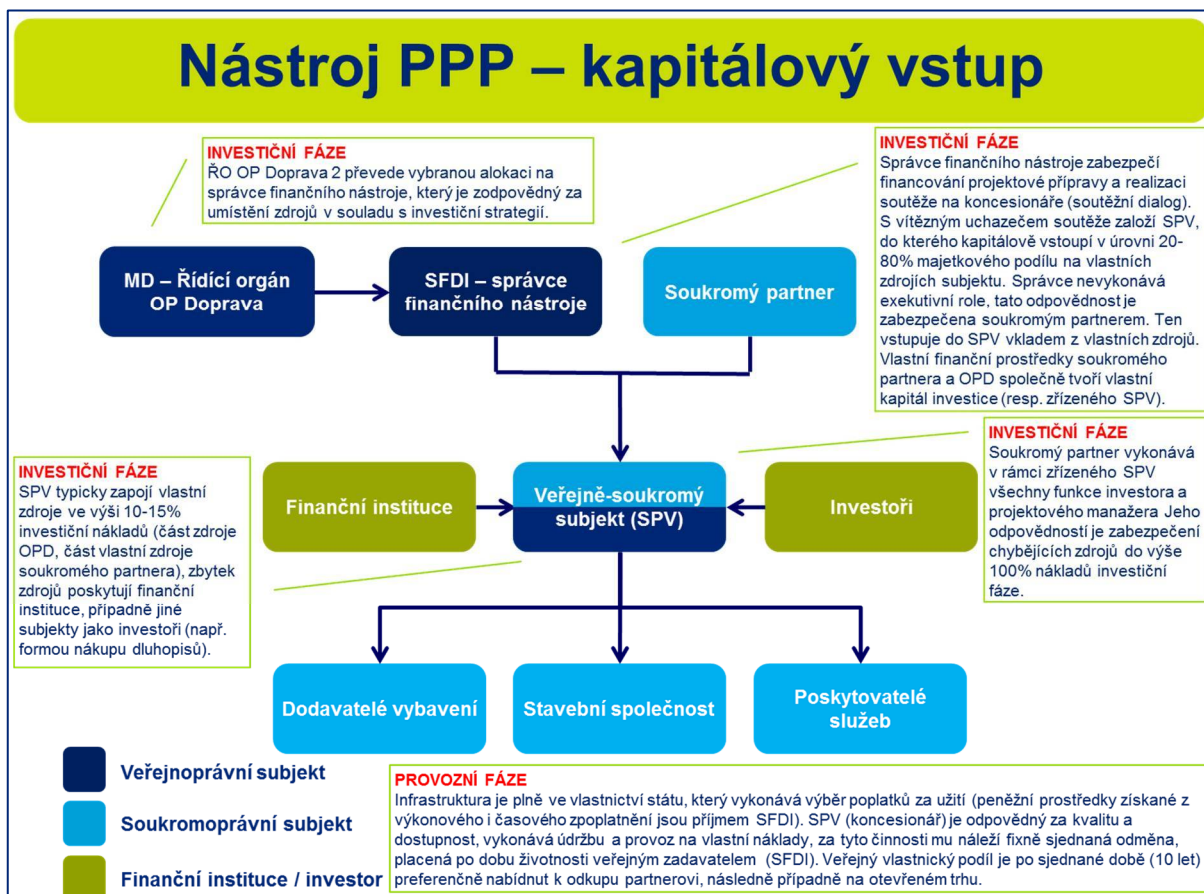 Nástroj PPP – kapitálový vstup
INVESTIČNÍ FÁZE
ŘO OP Doprava 2 převede vybranou alokaci na
správce finančního nástroje, který je zodpovědný za
umístění zdrojů v souladu s investiční strategií.
INVESTIČNÍ FÁZE
Správce finančního nástroje zabezpečí
financování projektové přípravy a realizaci
soutěže na koncesionáře (soutěžní dialog).
S vítězným uchazečem soutěže založí SPV,
do kterého kapitálově vstoupí v úrovni 20-
80% majetkového podílu na vlastních
zdrojích subjektu. Správce nevykonává
exekutivní role, tato odpovědnost je
zabezpečena soukromým partnerem. Ten
vstupuje do SPV vkladem z vlastních zdrojů.
Vlastní finanční prostředky soukromého
partnera a OPD společně tvoří vlastní
kapitál investice (resp. zřízeného SPV).
MD – Řídící orgán
OP Doprava
SFDI – správce
finančního nástroje
Soukromý partner
INVESTIČNÍ FÁZE
SPV typicky zapojí vlastní
zdroje ve výši 10-15%
investiční nákladů (část zdroje
OPD, část vlastní zdroje
soukromého partnera), zbytek
zdrojů poskytují finanční
instituce, případně jiné
subjekty jako investoři (např.
formou nákupu dluhopisů).
Finanční instituce
Veřejně-soukromý
subjekt (SPV)
Investoři
INVESTIČNÍ FÁZE
Soukromý partner vykonává
v rámci zřízeného SPV
všechny funkce investora a
projektového manažera Jeho
odpovědností je zabezpečení
chybějících zdrojů do výše
100% nákladů investiční
fáze.
Dodavatelé vybavení
Stavební společnost
Poskytovatelé
služeb
Veřejnoprávní subjekt
Soukromoprávní subjekt
Finanční instituce / investor
PROVOZNÍ FÁZE
Infrastruktura je plně ve vlastnictví státu, který vykonává výběr poplatků za užití (peněžní prostředky získané z
výkonového i časového zpoplatnění jsou příjmem SFDI). SPV (koncesionář) je odpovědný za kvalitu a
dostupnost, vykonává údržbu a provoz na vlastní náklady, za tyto činnosti mu náleží fixně sjednaná odměna,
placená po dobu životnosti veřejným zadavatelem (SFDI). Veřejný vlastnický podíl je po sjednané době (10 let)
preferenčně nabídnut k odkupu partnerovi, následně případně na otevřeném trhu.